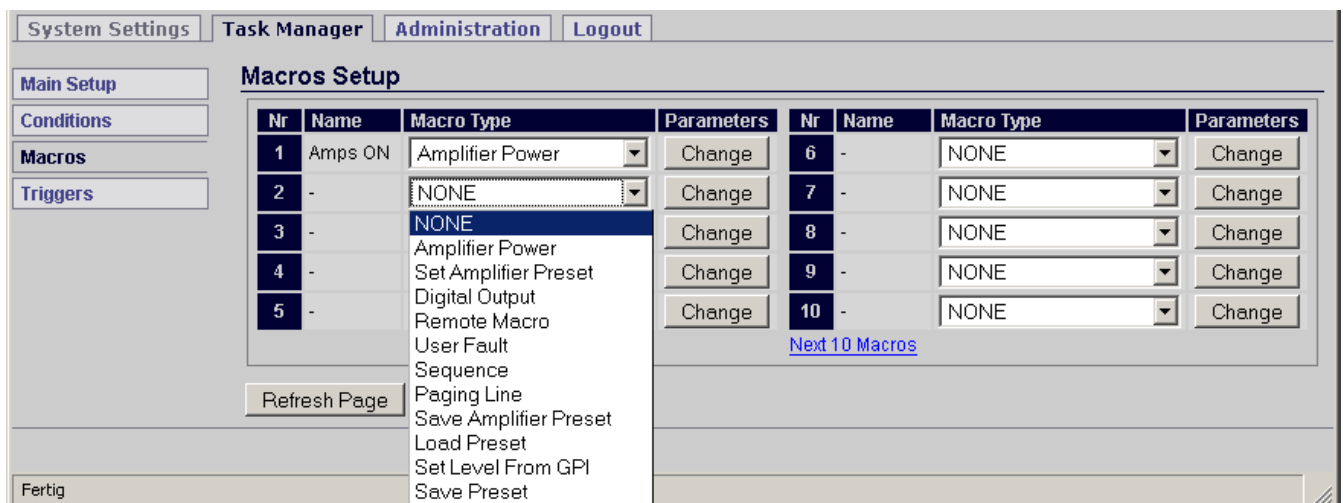 System Settings Task Manager Administration Logout
Main Setup
Conditions
Macros
Triggers
Macros Setup
Nr Name Macro Type Parameters Nr Name Macro Type Parameters
1 Amps ON Amplifier Power Change 6 - NONE Change
2 - NONE Change 7 - NONE Change
3 - Change 8 - NONE Change
4 - Change 9 - NONE Change
5 - Change 10 - NONE Change
NONE
Amplifier Power
Set Amplifier Preset
Digital Output
Remote Macro
User Fault
Sequence
Paging Line
Save Amplifier Preset
Load Preset
Set Level From GPI
Save Preset
Next 10 Macros
Refresh Page
Fertig